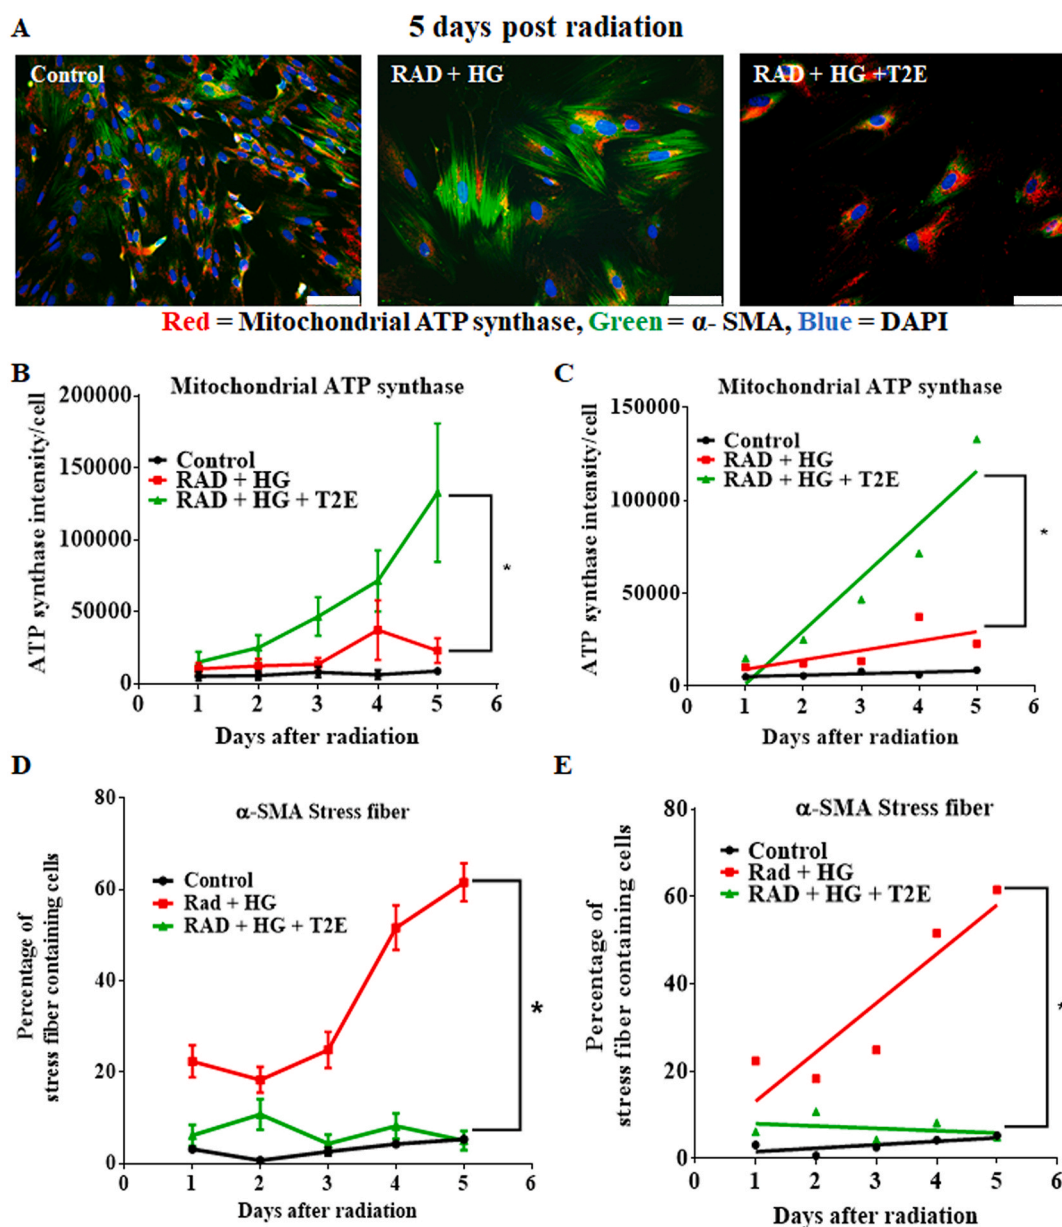 A
5 days post radiation
Control
RAD + HG
RAD + HG +T2E
Red = Mitochondrial ATP synthase, Green = α- SMA, Blue = DAPI
B
Mitochondrial ATP synthase
ATP synthase intensity/cell
200000
150000
100000
50000
0
Control
RAD + HG
RAD + HG + T2E
*
0 1 2 3 4 5 6
Days after radiation
C
Mitochondrial ATP synthase
ATP synthase intensity/cell
150000
100000
50000
0
Control
RAD + HG
RAD + HG + T2E
*
0 1 2 3 4 5 6
Days after radiation
D
α-SMA Stress fiber
Percentage of
stress fiber containing cells
80
60
40
20
0
Control
Rad + HG
RAD + HG + T2E
*
0 1 2 3 4 5 6
Days after radiation
E
α-SMA Stress fiber
Percentage of
stress fiber containing cells
80
60
40
20
0
Control
Rad + HG
RAD + HG + T2E
*
0 1 2 3 4 5 6
Days after radiation